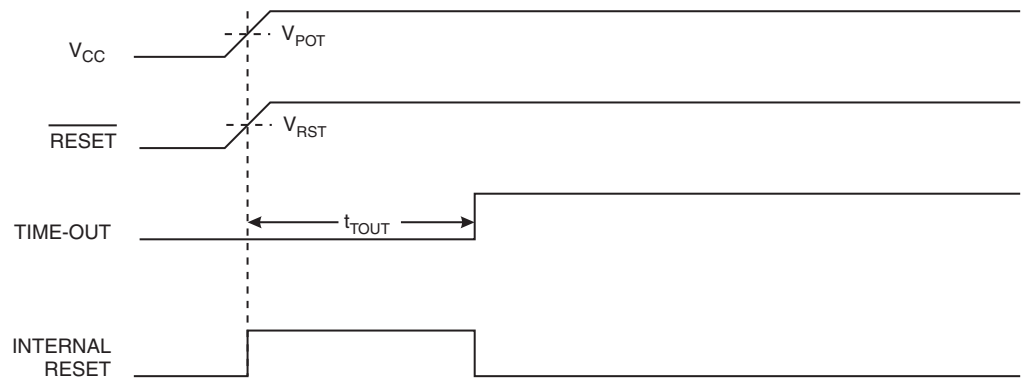 V_CC
V_POT
RESET
V_RST
TIME-OUT
t_TOUT
INTERNAL
RESET